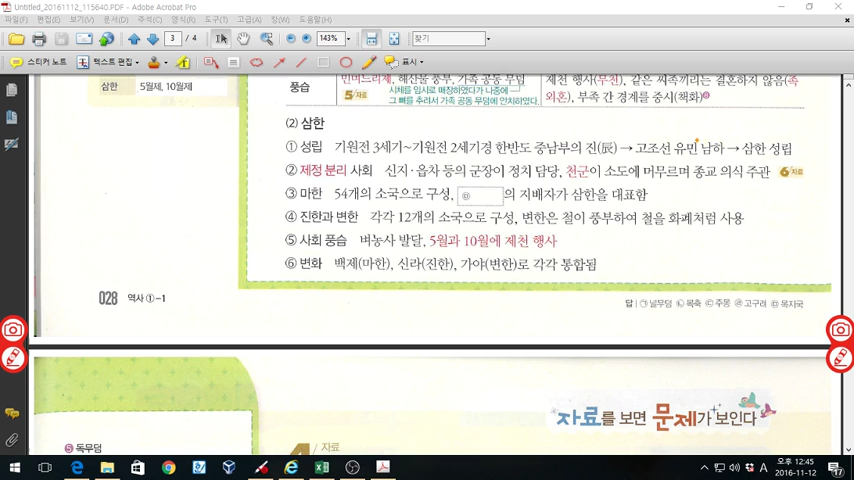 Untitled_20161112_115640.PDF - Adobe Acrobat Pro
파일(F) 편집(E) 보기(V) 문서(D) 주석(C) 양식(R) 도구(T) 고급(A) 창(W) 도움말(H)
3 / 4 143% 찾기
스티커 노트 텍스트 편집 표시
삼한 5월제, 10월제
풍습
민며느리제, 해산물 풍부, 가족 공동 무덤
5 자료 시체를 임시로 매장하였다가 나중에
그 뼈를 추려서 가족 공동 무덤에 안치하였다.
제천 행사(무천), 같은 씨족끼리는 결혼하지 않음(족
외혼), 부족 간 경계를 중시(책화)
(2) 삼한
① 성립 기원전 3세기~기원전 2세기경 한반도 중남부의 진(辰) → 고조선 유민 남하 → 삼한 성립
② 제정 분리 사회 신지·읍차 등의 군장이 정치 담당, 천군이 소도에 머무르며 종교 의식 주관 6 자료
③ 마한 54개의 소국으로 구성, ㉤ 의 지배자가 삼한을 대표함
④ 진한과 변한 각각 12개의 소국으로 구성, 변한은 철이 풍부하여 철을 화폐처럼 사용
⑤ 사회 풍습 벼농사 발달, 5월과 10월에 제천 행사
⑥ 변화 백제(마한), 신라(진한), 가야(변한)로 각각 통합됨
028 역사 ①-1
답 ㉠ 널무덤 ㉡ 목축 ㉢ 주몽 ㉣ 고구려 ㉤ 목지국
자료를 보면 문제가 보인다
❺ 독무덤
4 / 자료
A 오후 12:45
2016-11-12
17